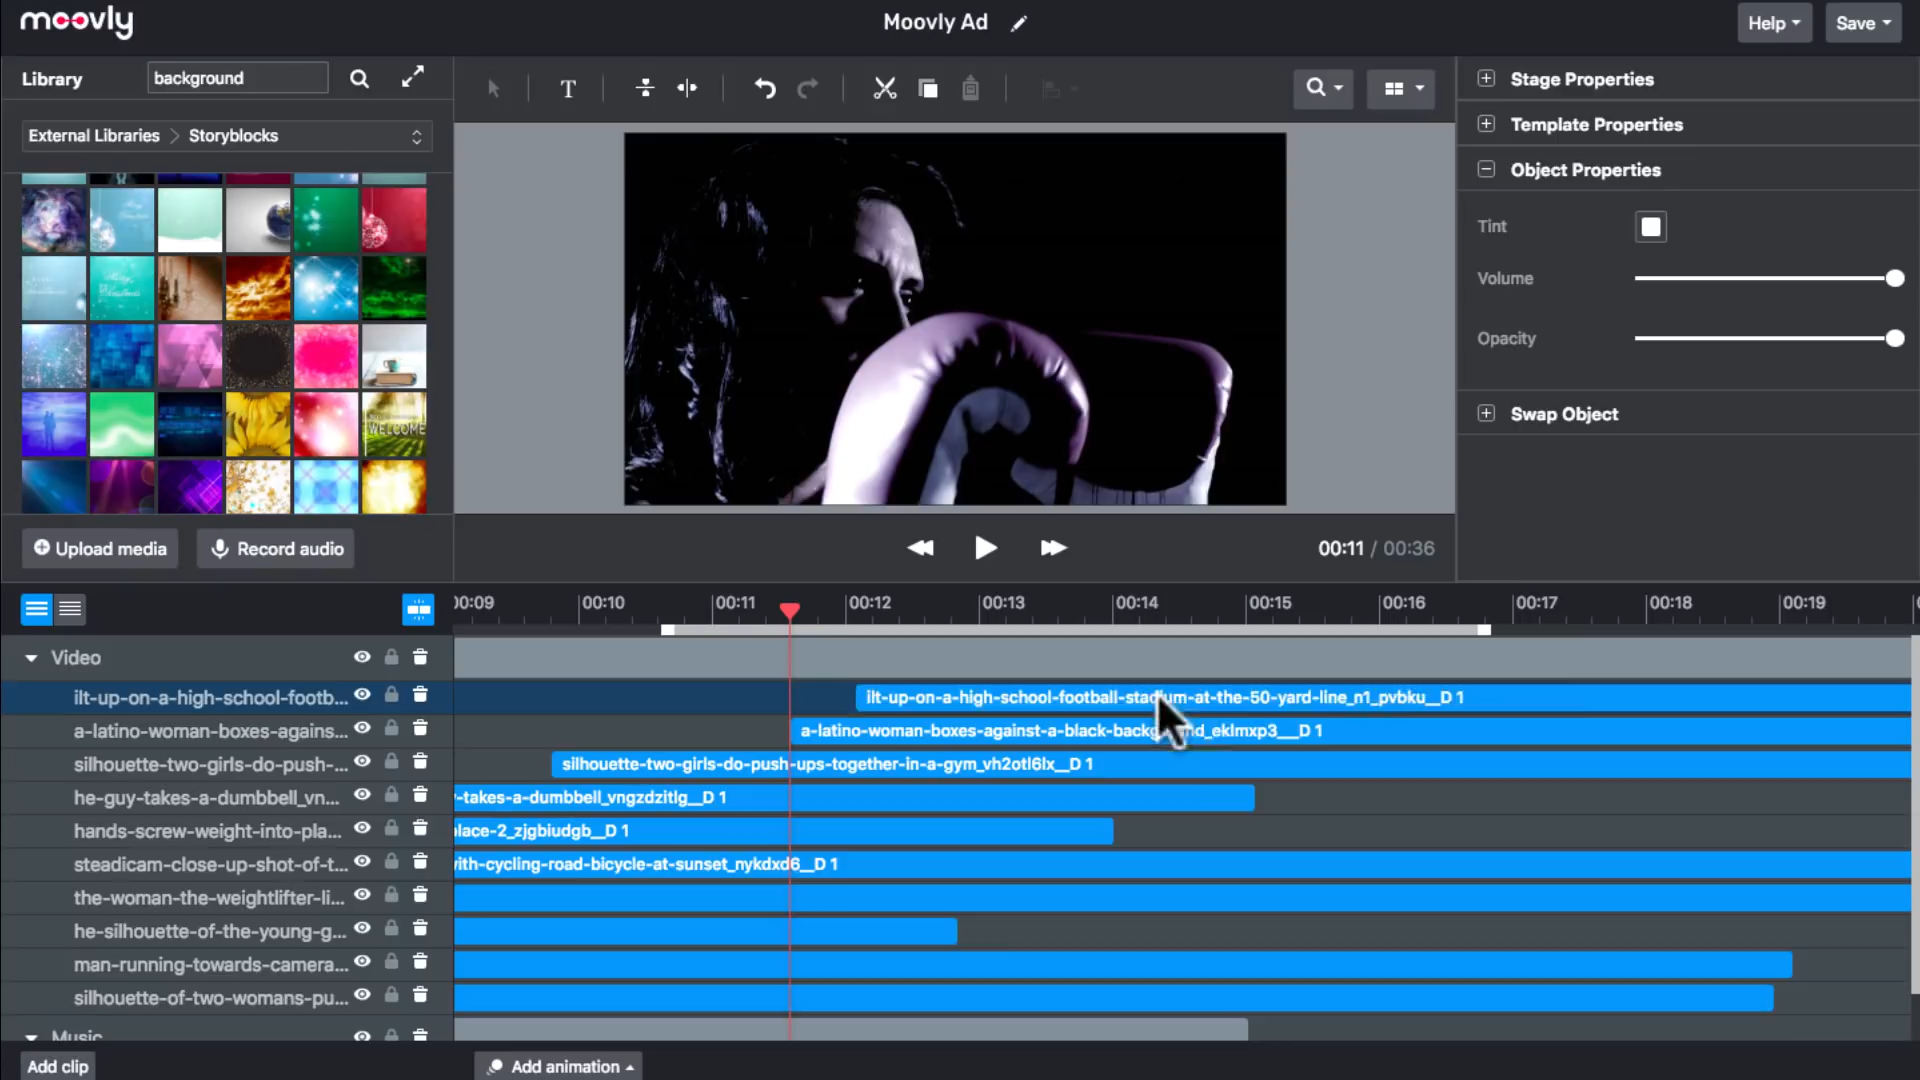 moovly
Moovly Ad
Help
Save
Library
background
External Libraries
Storyblocks
Upload media
Record audio
WELCOME
T
00:11 / 00:36
Stage Properties
Template Properties
Object Properties
Tint
Volume
Opacity
Swap Object
00:09
00:10
00:11
00:12
00:13
00:14
00:15
00:16
00:17
00:18
00:19
Video
ilt-up-on-a-high-school-footb...
ilt-up-on-a-high-school-football-stadium-at-the-50-yard-line_n1_pvbku__D 1
a-latino-woman-boxes-agains...
a-latino-woman-boxes-against-a-black-background_eklmxp3__D 1
silhouette-two-girls-do-push-...
silhouette-two-girls-do-push-ups-together-in-a-gym_vh2otl6lx__D 1
he-guy-takes-a-dumbbell_vn...
y-takes-a-dumbbell_vngzdzitlg__D 1
hands-screw-weight-into-pla...
lace-2_zjgbiudgb__D 1
steadicam-close-up-shot-of-t...
ith-cycling-road-bicycle-at-sunset_nykdxd6__D 1
the-woman-the-weightlifter-li...
he-silhouette-of-the-young-g...
man-running-towards-camera...
silhouette-of-two-womans-pu...
Music
Add clip
Add animation